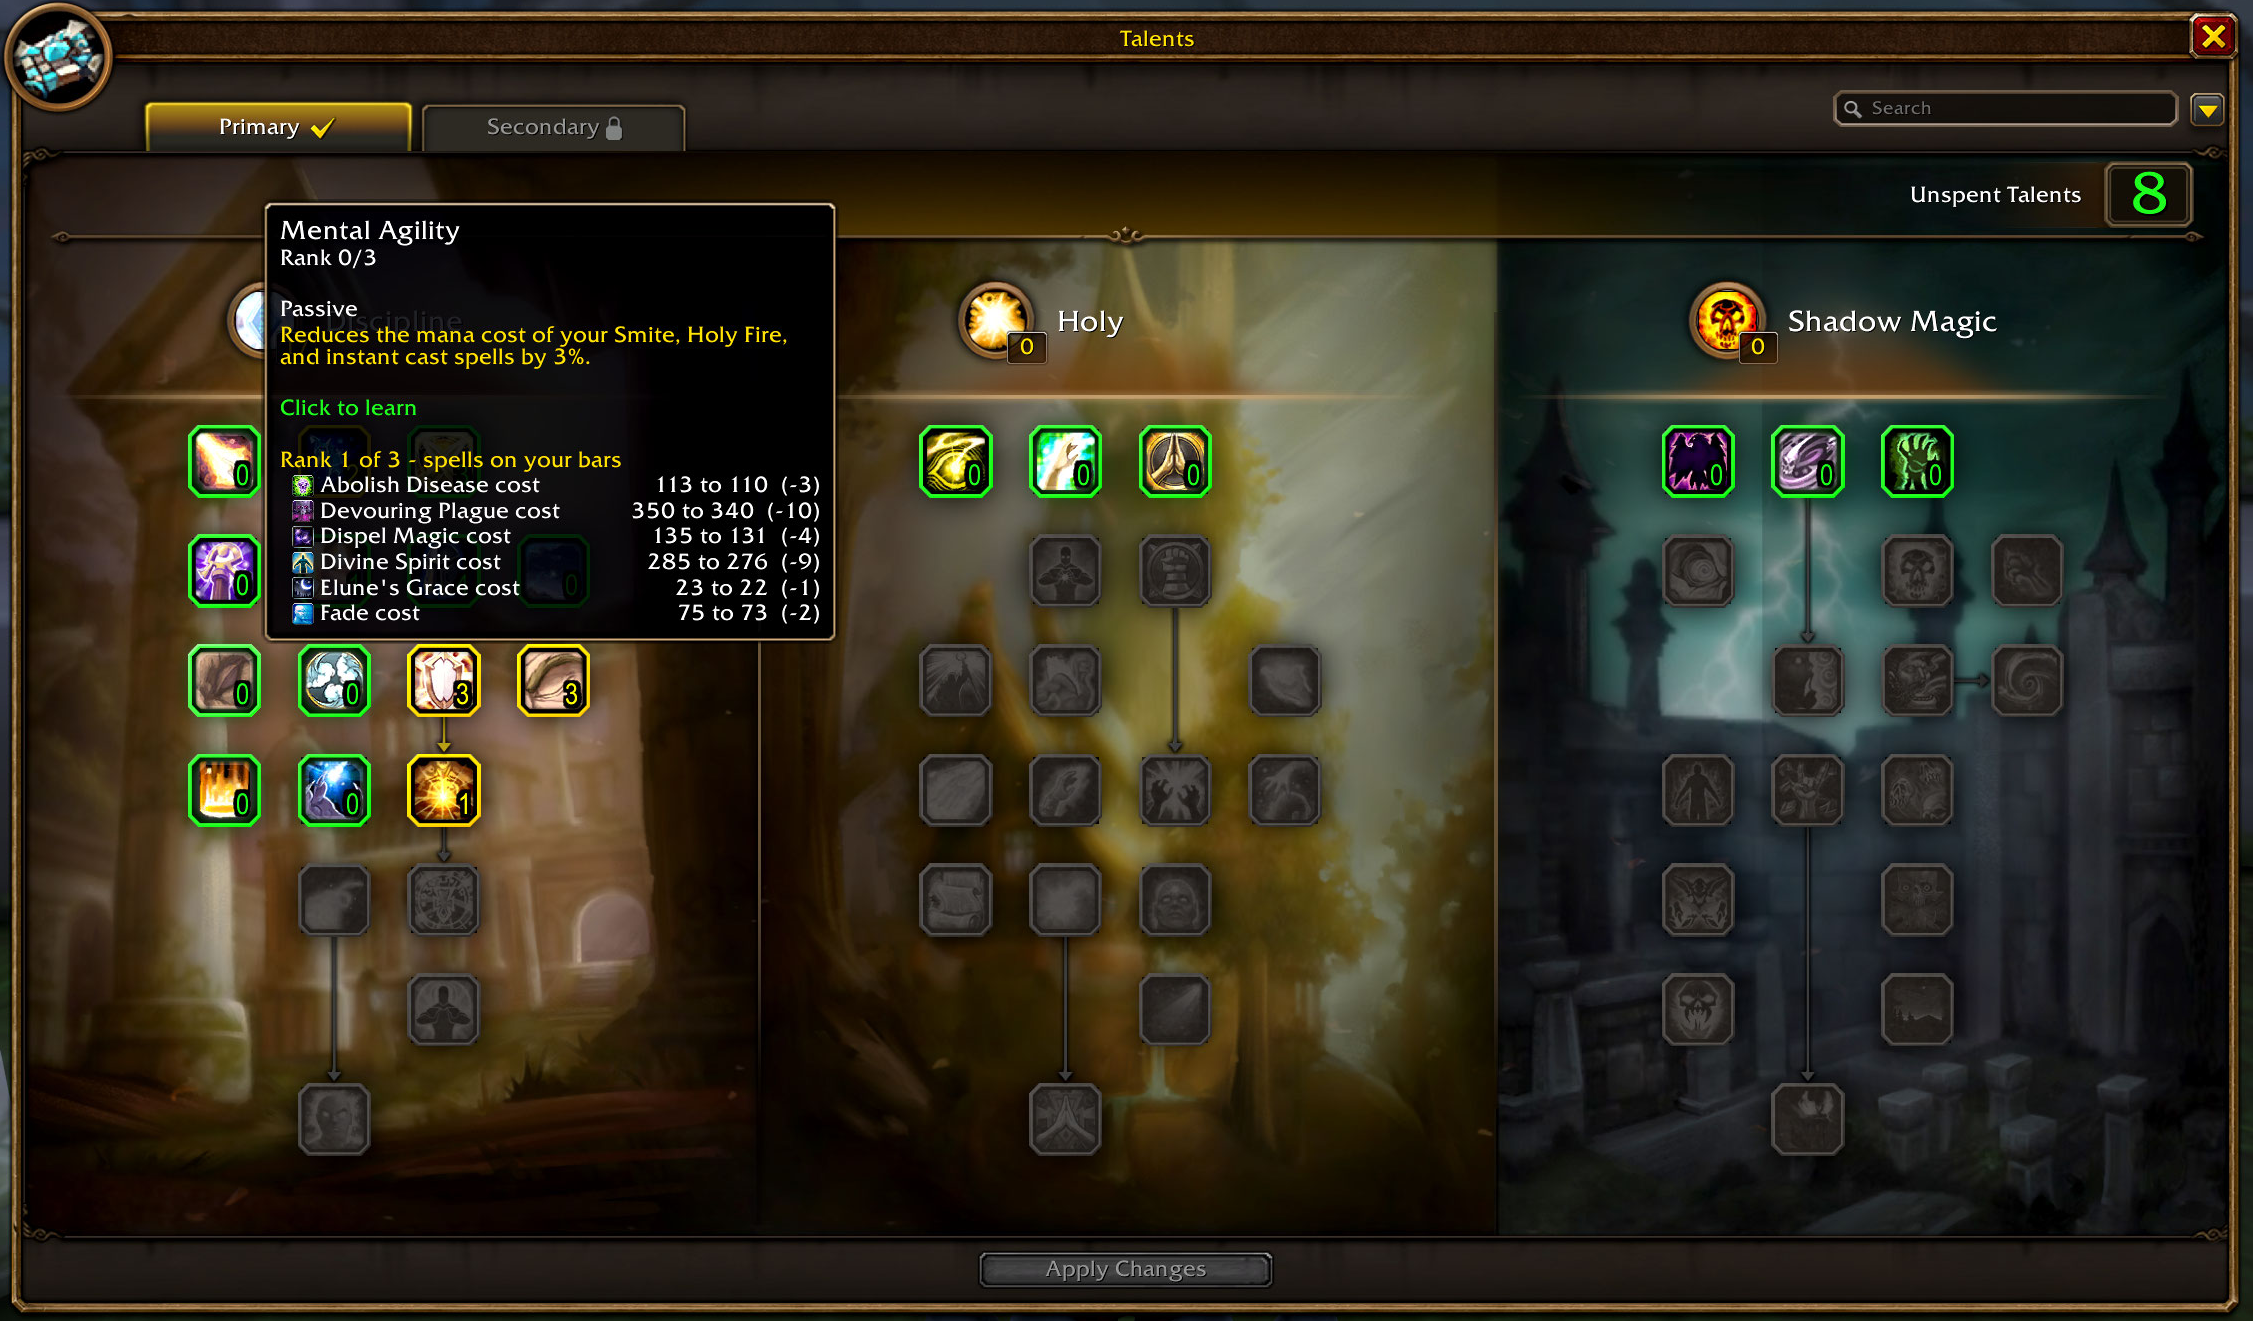 Talents
Primary
Secondary
Search
Unspent Talents
8
Mental Agility
Rank 0/3
Passive
Reduces the mana cost of your Smite, Holy Fire,
and instant cast spells by 3%.
Click to learn
Rank 1 of 3 - spells on your bars
Abolish Disease cost 113 to 110 (-3)
Devouring Plague cost 350 to 340 (-10)
Dispel Magic cost 135 to 131 (-4)
Divine Spirit cost 285 to 276 (-9)
Elune's Grace cost 23 to 22 (-1)
Fade cost 75 to 73 (-2)
Discipline
0
0
0 0 3 3
0 0 1
Holy
0
0 0 0
Shadow Magic
0
0 0 0
Apply Changes